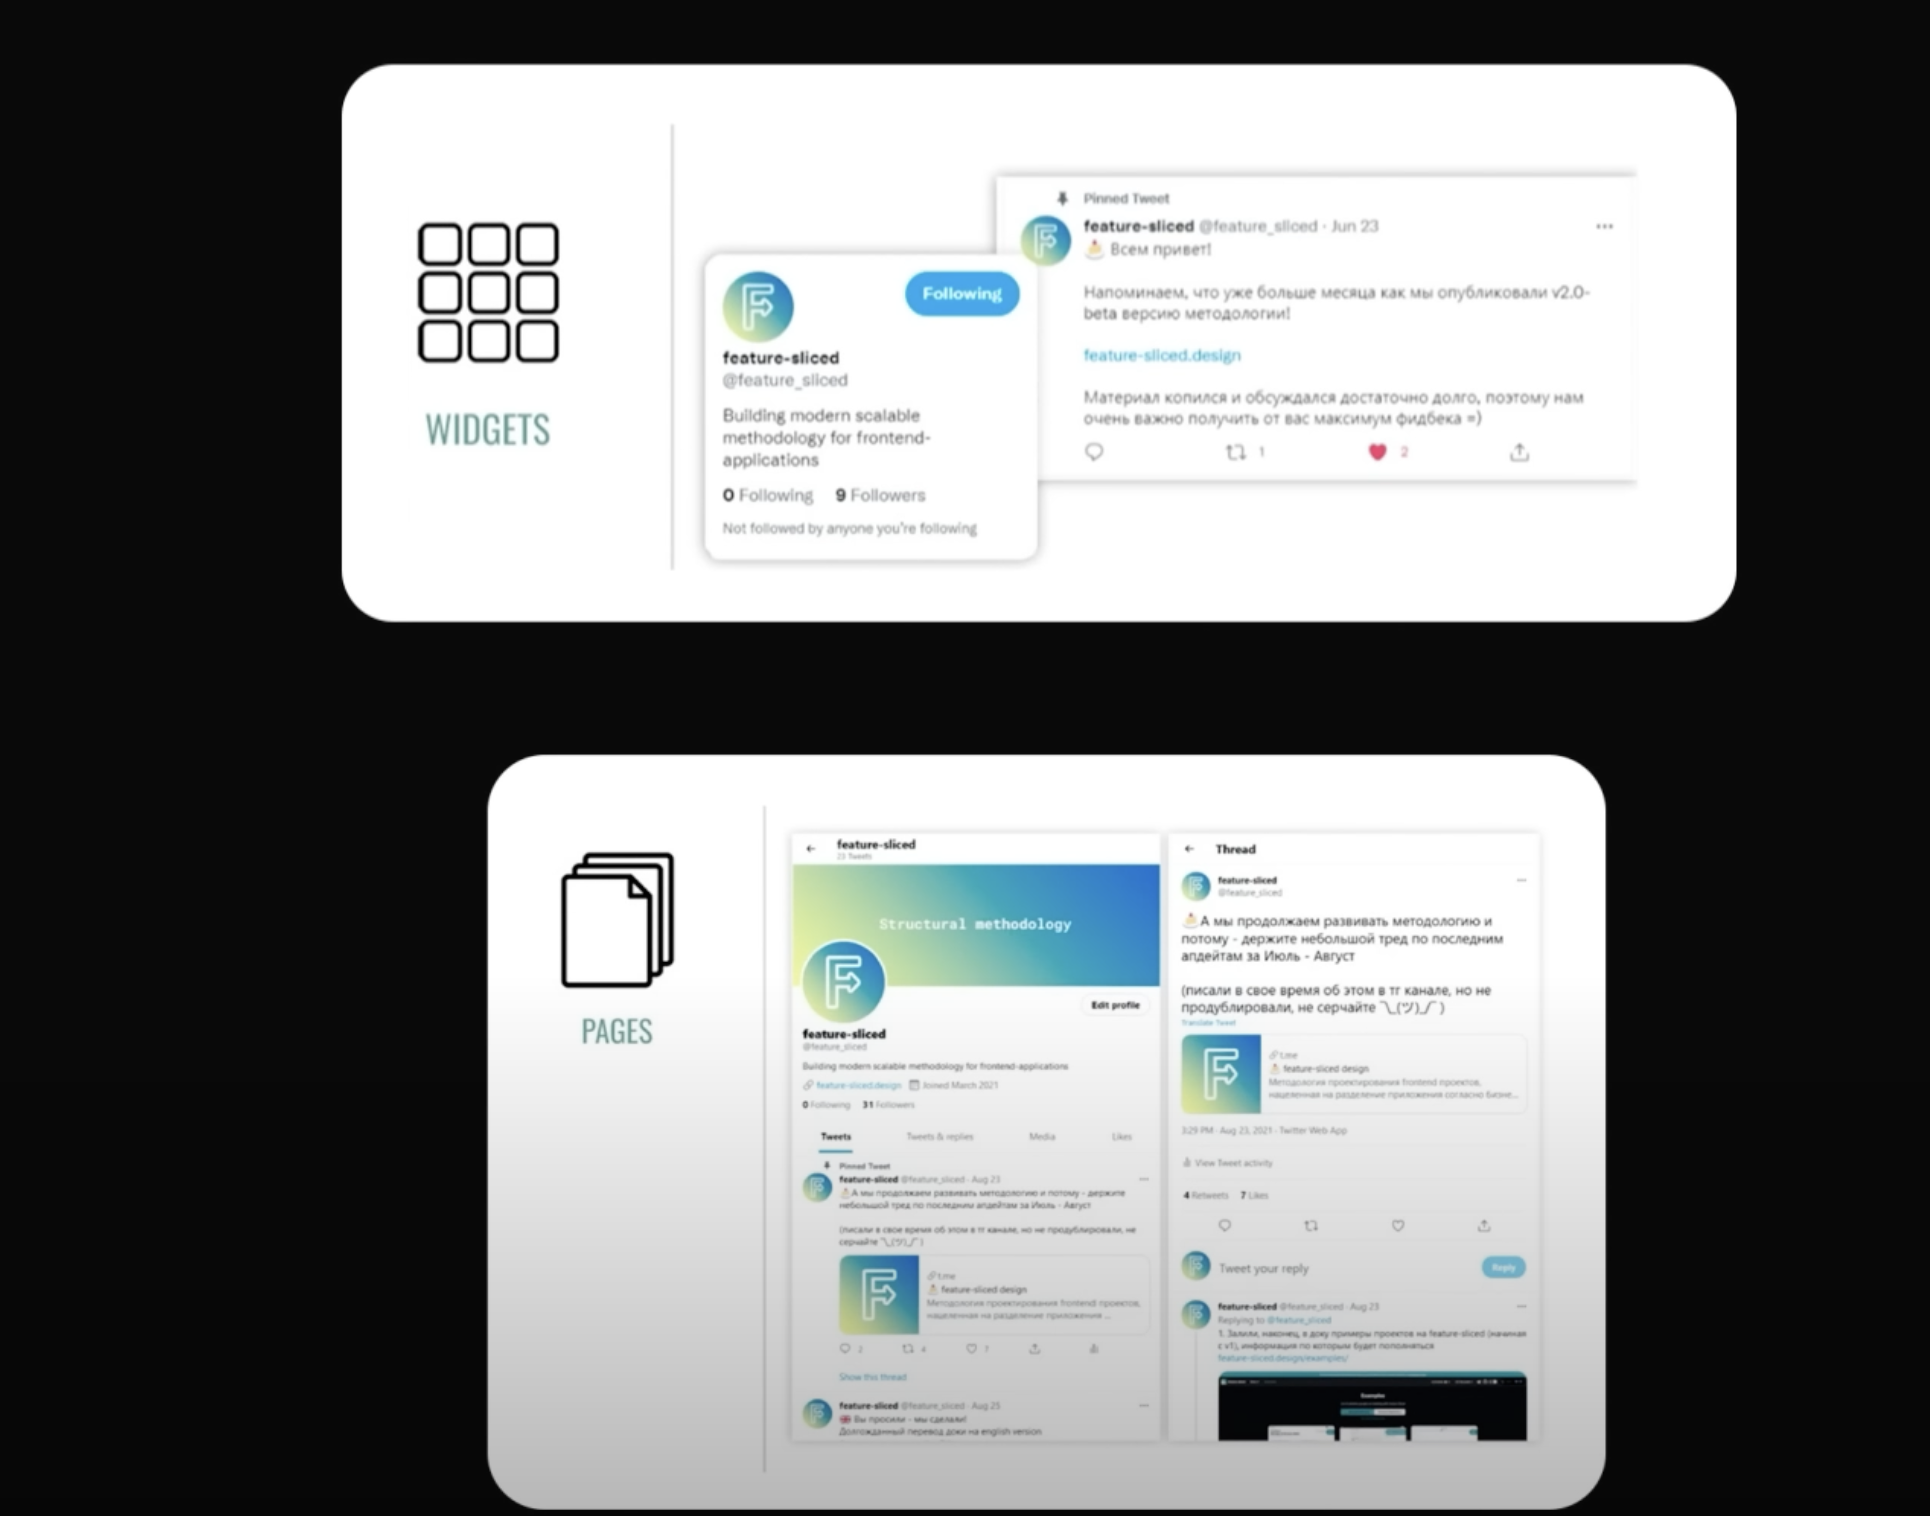 WIDGETS
Following
feature-sliced
@feature_sliced
Building modern scalable
methodology for frontend-
applications
0 Following 9 Followers
Not followed by anyone you're following
Pinned Tweet
feature-sliced @feature_sliced · Jun 23
Всем привет!
Напоминаем, что уже больше месяца как мы опубликовали v2.0-
beta версию методологии!
feature-sliced.design
Материал копился и обсуждался достаточно долго, поэтому нам
очень важно получить от вас максимум фидбека =)
1 2
PAGES
feature-sliced
23 Tweets
Structural methodology
Edit profile
feature-sliced
@feature_sliced
Building modern scalable methodology for frontend-applications
feature-sliced.design Joined March 2021
0 Following 31 Followers
Tweets Tweets & replies Media Likes
Pinned Tweet
feature-sliced @feature_sliced · Aug 23
А мы продолжаем развивать методологию и потому - держите
небольшой тред по последним апдейтам за Июль - Август
(писали в свое время об этом в тг канале, но не продублировали, не
серчайте ¯\_(ツ)_/¯ )
t.me
feature-sliced design
Методология проектирования frontend проектов,
нацеленная на разделение приложения ...
2 4 7
Show this thread
feature-sliced @feature_sliced · Aug 25
Вы просили - мы сделали!
Долгожданный перевод доки на english version
Thread
feature-sliced
@feature_sliced
А мы продолжаем развивать методологию и
потому - держите небольшой тред по последним
апдейтам за Июль - Август
(писали в свое время об этом в тг канале, но не
продублировали, не серчайте ¯\_(ツ)_/¯ )
Translate Tweet
t.me
feature-sliced design
Методология проектирования frontend проектов,
нацеленная на разделение приложения согласно бизне...
3:29 PM · Aug 23, 2021 · Twitter Web App
View Tweet activity
4 Retweets 7 Likes
Tweet your reply
Reply
feature-sliced @feature_sliced · Aug 23
Replying to @feature_sliced
1. Залили, наконец, в доку примеры проектов на feature-sliced (начиная
с v1), информация по которым будет пополняться
feature-sliced.design/examples/
Examples